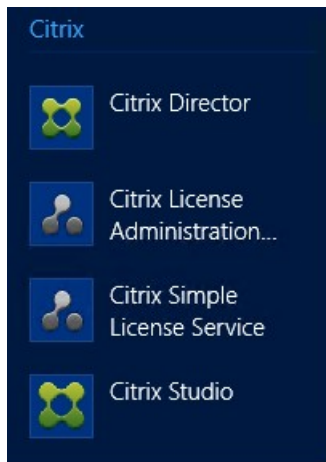 Citrix
Citrix Director
Citrix License
Administration...
Citrix Simple
License Service
Citrix Studio